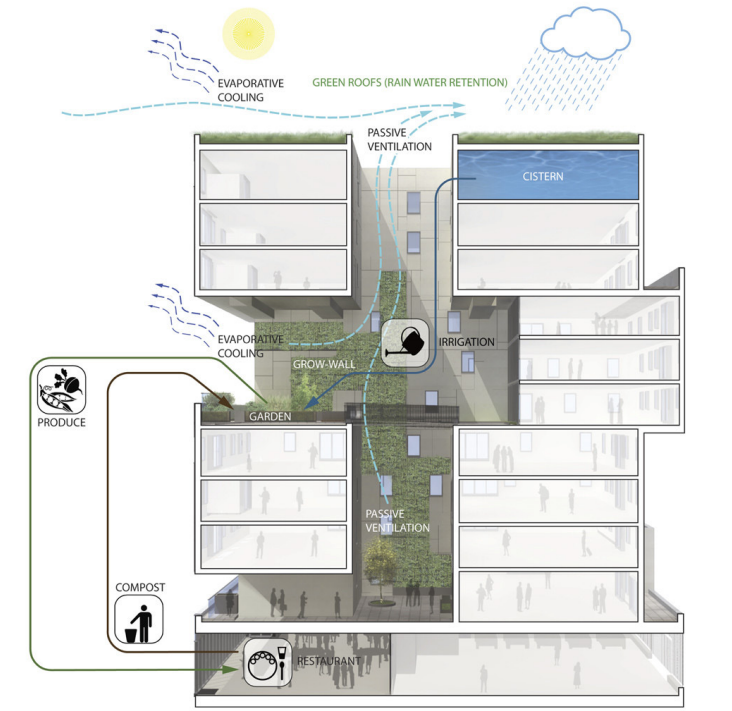 EVAPORATIVE
COOLING
GREEN ROOFS (RAIN WATER RETENTION)
PASSIVE
VENTILATION
CISTERN
EVAPORATIVE
COOLING
IRRIGATION
GROW-WALL
PRODUCE
GARDEN
PASSIVE
VENTILATION
COMPOST
RESTAURANT